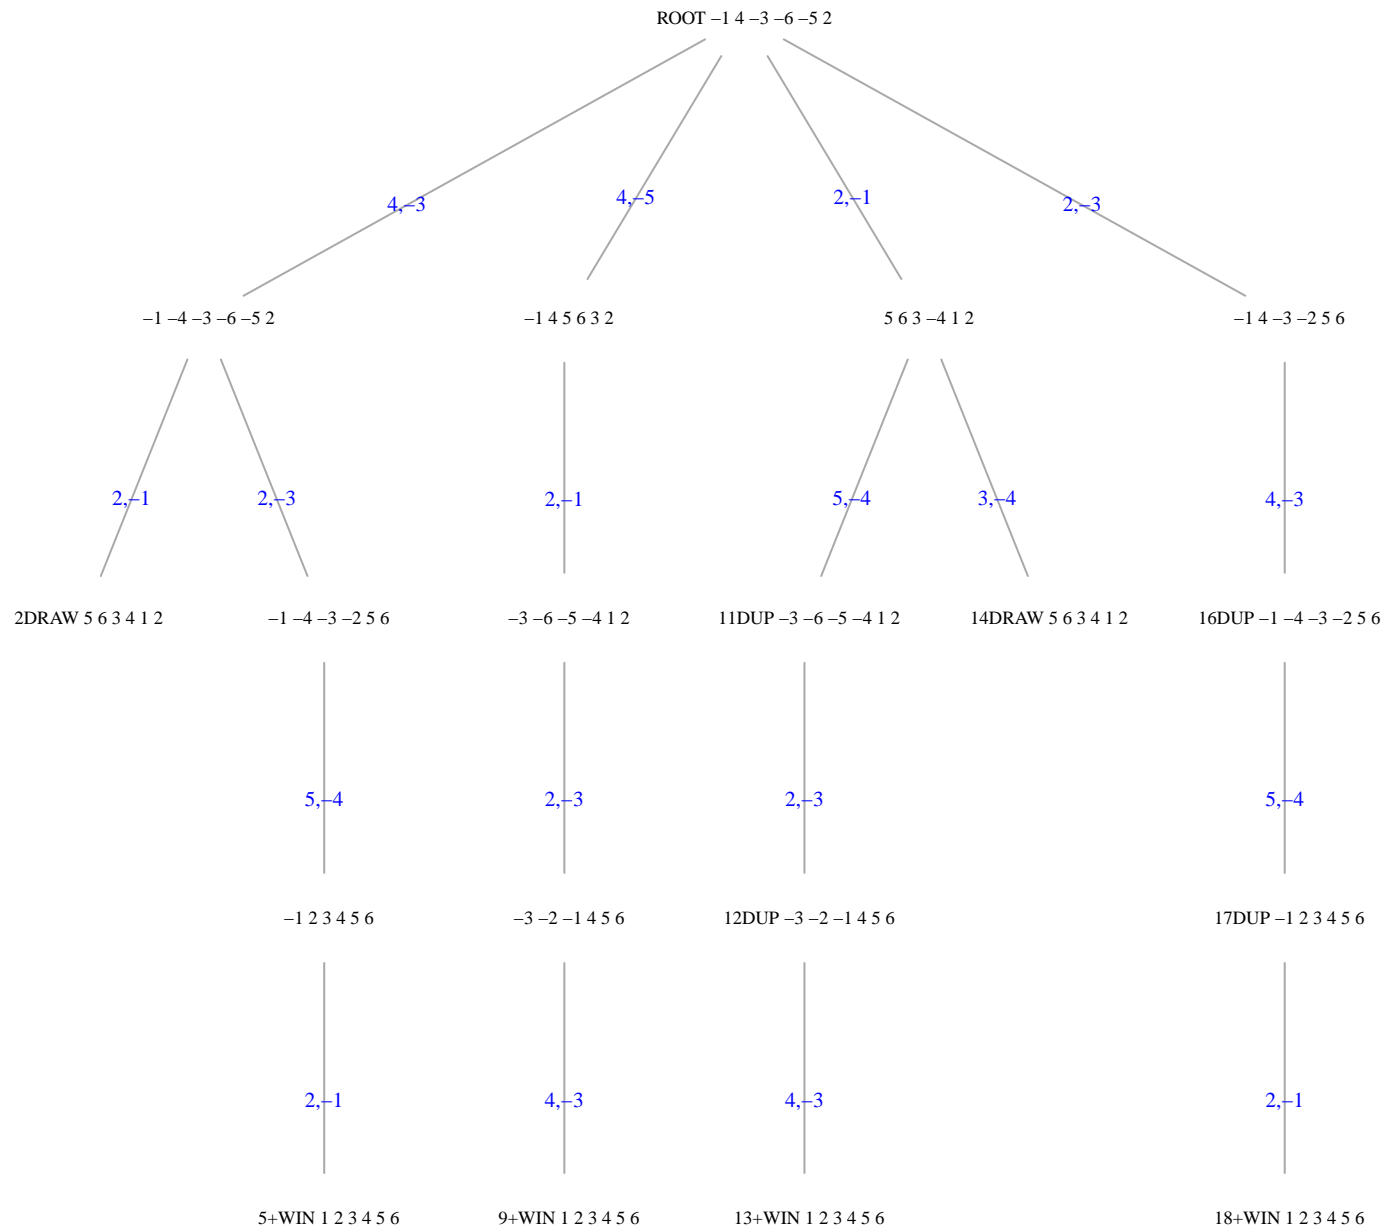 ROOT –1 4 –3 –6 –5 2
4,–3 4,–5 2,–1 2,–3
–1 –4 –3 –6 –5 2 –1 4 5 6 3 2 5 6 3 –4 1 2 –1 4 –3 –2 5 6
2,–1 2,–3 2,–1 5,–4 3,–4 4,–3
2DRAW 5 6 3 4 1 2 –1 –4 –3 –2 5 6 –3 –6 –5 –4 1 2 11DUP –3 –6 –5 –4 1 2 14DRAW 5 6 3 4 1 2 16DUP –1 –4 –3 –2 5 6
5,–4 2,–3 2,–3 5,–4
–1 2 3 4 5 6 –3 –2 –1 4 5 6 12DUP –3 –2 –1 4 5 6 17DUP –1 2 3 4 5 6
2,–1 4,–3 4,–3 2,–1
5+WIN 1 2 3 4 5 6 9+WIN 1 2 3 4 5 6 13+WIN 1 2 3 4 5 6 18+WIN 1 2 3 4 5 6